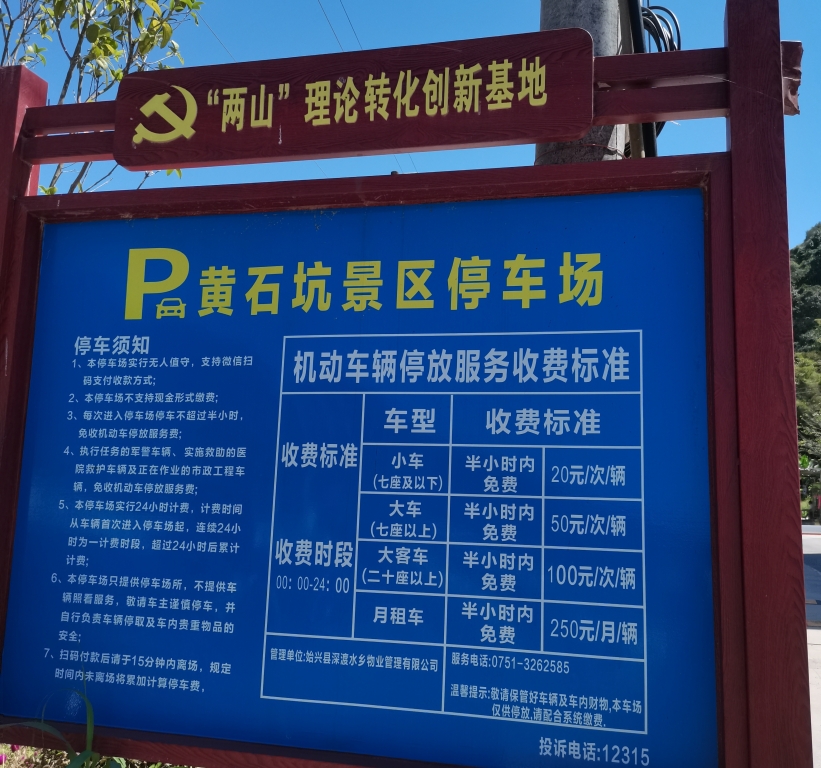 “两山”理论转化创新基地
P黄石坑景区停车场
停车须知
1、本停车场实行无人值守，支持微信扫
码支付收款方式；
2、本停车场不支持现金形式缴费；
3、每次进入停车场停车不超过半小时，
免收机动车停放服务费；
4、执行任务的军警车辆、实施救助的医
院救护车辆及正在作业的市政工程车
辆，免收机动车停放服务费；
5、本停车场实行24小时计费，计费时间
从车辆首次进入停车场起，连续24小
时为一计费时段，超过24小时后累计
计费；
6、本停车场只提供停车场所，不提供车
辆照看服务，敬请车主谨慎停车，并
自行负责车辆停取及车内贵重物品的
安全；
7、扫码付款后请于15分钟内离场，规定
时间内未离场将累加计算停车费。
机动车辆停放服务收费标准
收费标准
车型
收费标准
小车
（七座及以下）
半小时内
免费
20元/次/辆
大车
（七座以上）
半小时内
免费
50元/次/辆
收费时段
00：00-24：00
大客车
（二十座以上）
半小时内
免费
100元/次/辆
月租车
半小时内
免费
250元/月/辆
管理单位:始兴县深渡水乡物业管理有限公司
服务电话:0751-3262585
温馨提示:敬请保管好车辆及车内财物,本车场
仅供停放,请配合系统缴费.
投诉电话:12315